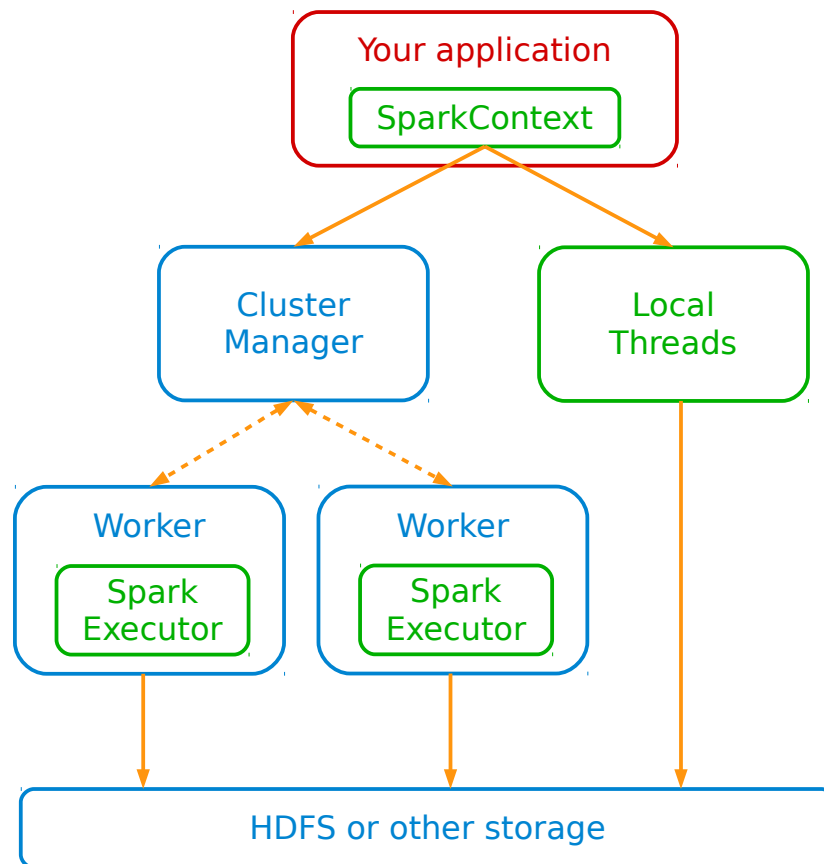 Your application
SparkContext
Cluster
Manager
Local
Threads
Worker
Spark
Executor
Worker
Spark
Executor
HDFS or other storage